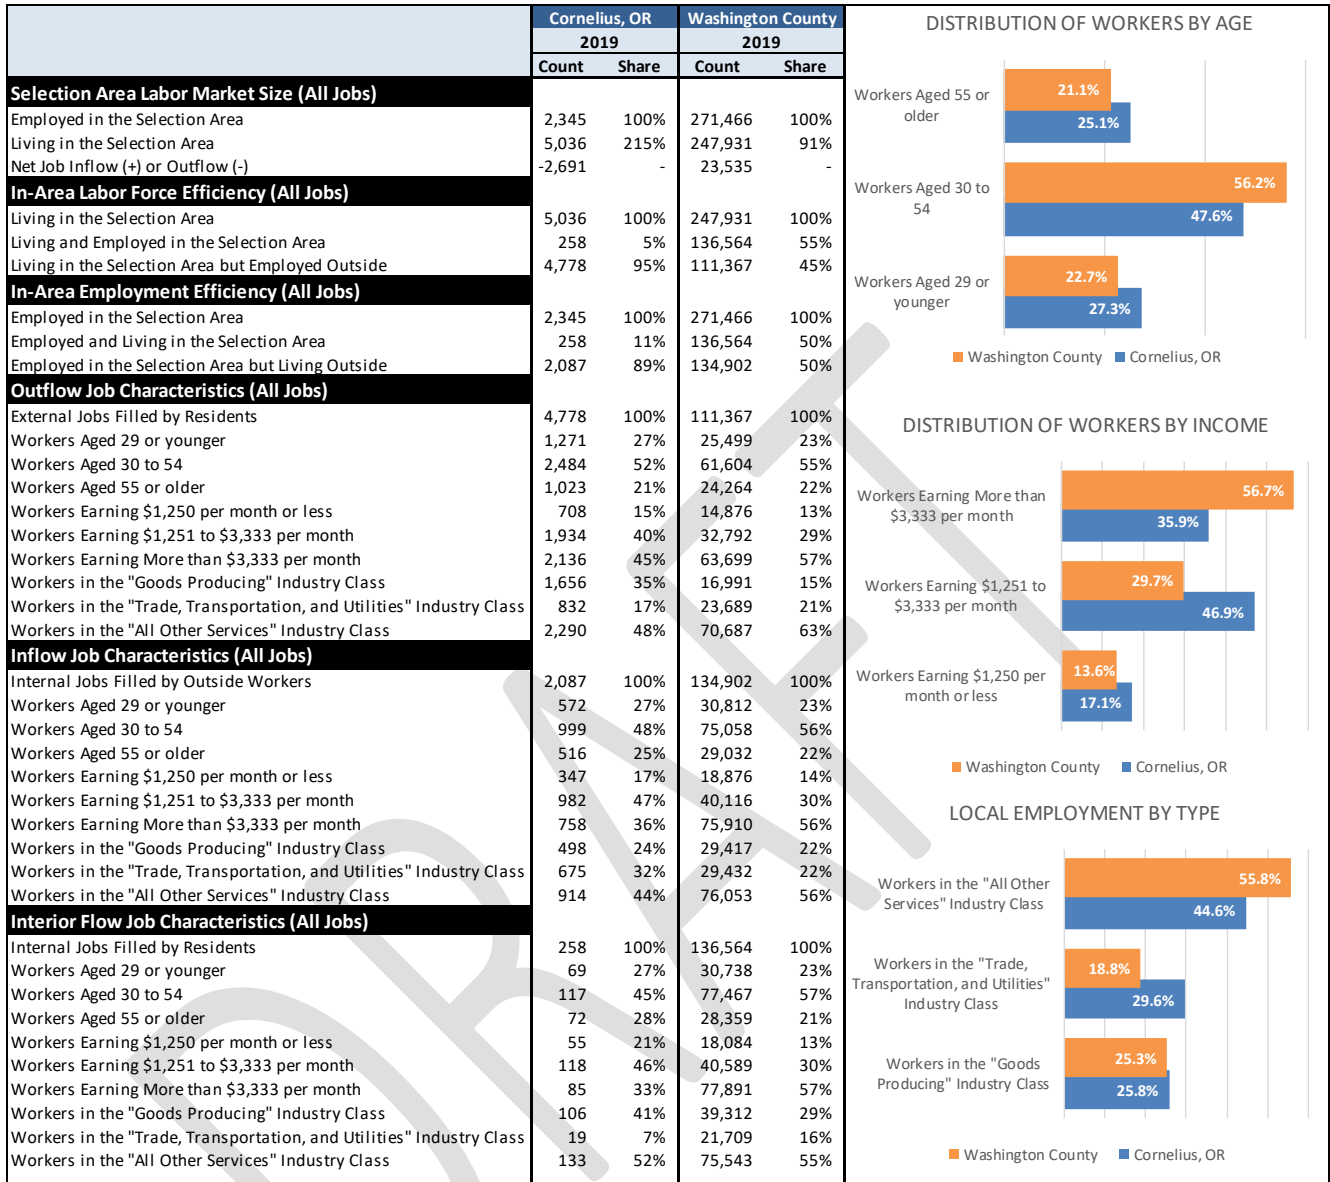 Cornelius, OR Washington County
2019 2019
Count Share Count Share
Selection Area Labor Market Size (All Jobs)
Employed in the Selection Area 2,345 100% 271,466 100%
Living in the Selection Area 5,036 215% 247,931 91%
Net Job Inflow (+) or Outflow (-) -2,691 - 23,535 -
In-Area Labor Force Efficiency (All Jobs)
Living in the Selection Area 5,036 100% 247,931 100%
Living and Employed in the Selection Area 258 5% 136,564 55%
Living in the Selection Area but Employed Outside 4,778 95% 111,367 45%
In-Area Employment Efficiency (All Jobs)
Employed in the Selection Area 2,345 100% 271,466 100%
Employed and Living in the Selection Area 258 11% 136,564 50%
Employed in the Selection Area but Living Outside 2,087 89% 134,902 50%
Outflow Job Characteristics (All Jobs)
External Jobs Filled by Residents 4,778 100% 111,367 100%
Workers Aged 29 or younger 1,271 27% 25,499 23%
Workers Aged 30 to 54 2,484 52% 61,604 55%
Workers Aged 55 or older 1,023 21% 24,264 22%
Workers Earning $1,250 per month or less 708 15% 14,876 13%
Workers Earning $1,251 to $3,333 per month 1,934 40% 32,792 29%
Workers Earning More than $3,333 per month 2,136 45% 63,699 57%
Workers in the "Goods Producing" Industry Class 1,656 35% 16,991 15%
Workers in the "Trade, Transportation, and Utilities" Industry Class 832 17% 23,689 21%
Workers in the "All Other Services" Industry Class 2,290 48% 70,687 63%
Inflow Job Characteristics (All Jobs)
Internal Jobs Filled by Outside Workers 2,087 100% 134,902 100%
Workers Aged 29 or younger 572 27% 30,812 23%
Workers Aged 30 to 54 999 48% 75,058 56%
Workers Aged 55 or older 516 25% 29,032 22%
Workers Earning $1,250 per month or less 347 17% 18,876 14%
Workers Earning $1,251 to $3,333 per month 982 47% 40,116 30%
Workers Earning More than $3,333 per month 758 36% 75,910 56%
Workers in the "Goods Producing" Industry Class 498 24% 29,417 22%
Workers in the "Trade, Transportation, and Utilities" Industry Class 675 32% 29,432 22%
Workers in the "All Other Services" Industry Class 914 44% 76,053 56%
Interior Flow Job Characteristics (All Jobs)
Internal Jobs Filled by Residents 258 100% 136,564 100%
Workers Aged 29 or younger 69 27% 30,738 23%
Workers Aged 30 to 54 117 45% 77,467 57%
Workers Aged 55 or older 72 28% 28,359 21%
Workers Earning $1,250 per month or less 55 21% 18,084 13%
Workers Earning $1,251 to $3,333 per month 118 46% 40,589 30%
Workers Earning More than $3,333 per month 85 33% 77,891 57%
Workers in the "Goods Producing" Industry Class 106 41% 39,312 29%
Workers in the "Trade, Transportation, and Utilities" Industry Class 19 7% 21,709 16%
Workers in the "All Other Services" Industry Class 133 52% 75,543 55%
DISTRIBUTION OF WORKERS BY AGE
Workers Aged 55 or
older
21.1%
25.1%
Workers Aged 30 to
54
56.2%
47.6%
Workers Aged 29 or
younger
22.7%
27.3%
Washington County Cornelius, OR
DISTRIBUTION OF WORKERS BY INCOME
Workers Earning More than
$3,333 per month
56.7%
35.9%
Workers Earning $1,251 to
$3,333 per month
29.7%
46.9%
Workers Earning $1,250 per
month or less
13.6%
17.1%
Washington County Cornelius, OR
LOCAL EMPLOYMENT BY TYPE
Workers in the "All Other
Services" Industry Class
55.8%
44.6%
Workers in the "Trade,
Transportation, and Utilities"
Industry Class
18.8%
29.6%
Workers in the "Goods
Producing" Industry Class
25.3%
25.8%
Washington County Cornelius, OR
DRAFT